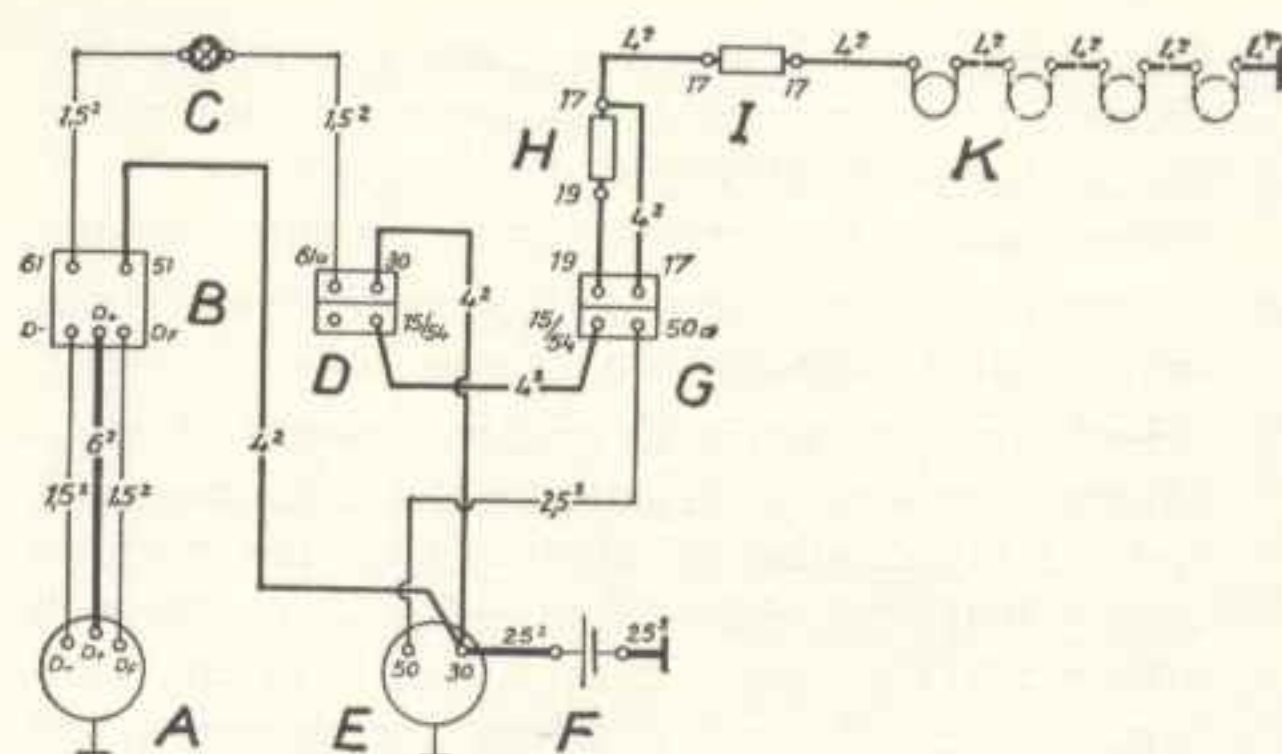 4² 4² 4² 4² 4² 4²
17 17 17
1,5² C 1,5² H I K
19 4²
61 51 61a 30 19 17
B 4²
D+
D- DF 15/54 15/54 50a
D 4² G
6² 4²
1,5² 1,5² 2,5²
25² 25²
D- D+ DF 50 30
A E F